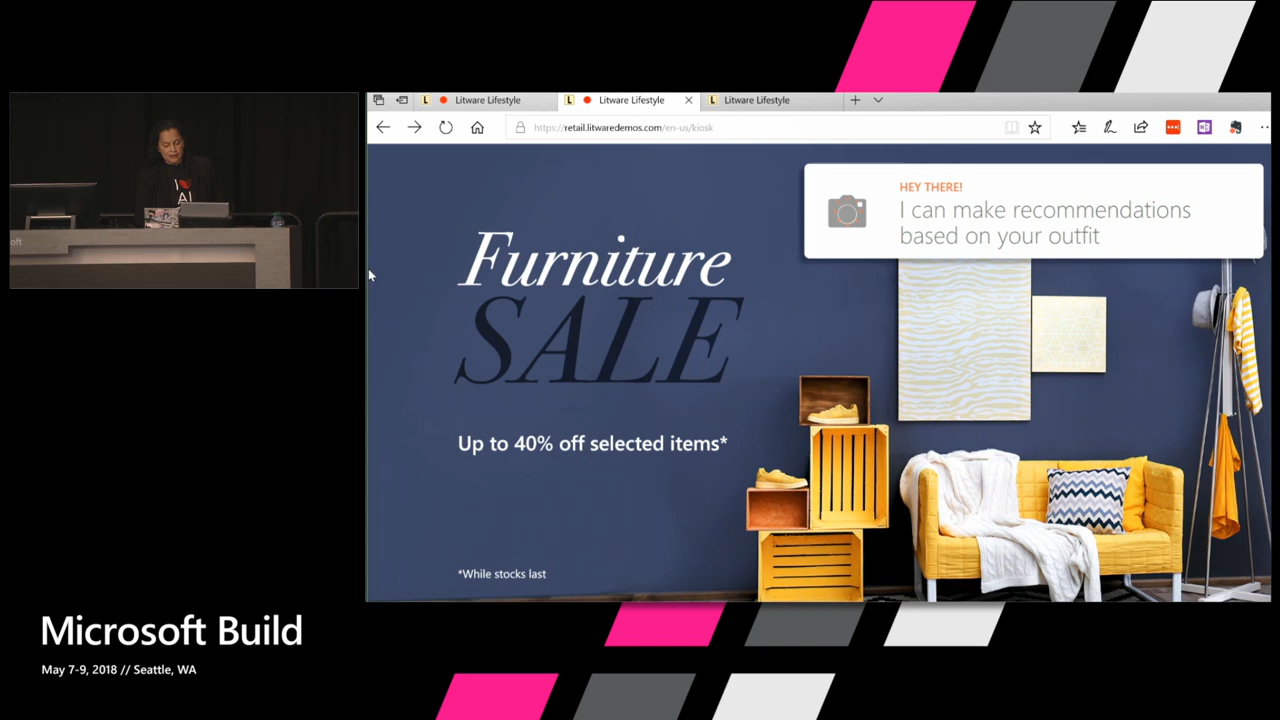 L Litware Lifestyle
L Litware Lifestyle
L Litware Lifestyle
https://retail.litwaredemos.com/en-us/kiosk
HEY THERE!
I can make recommendations
based on your outfit
Furniture
SALE
Up to 40% off selected items*
*While stocks last
I
AI
oft
Microsoft Build
May 7-9, 2018 // Seattle, WA